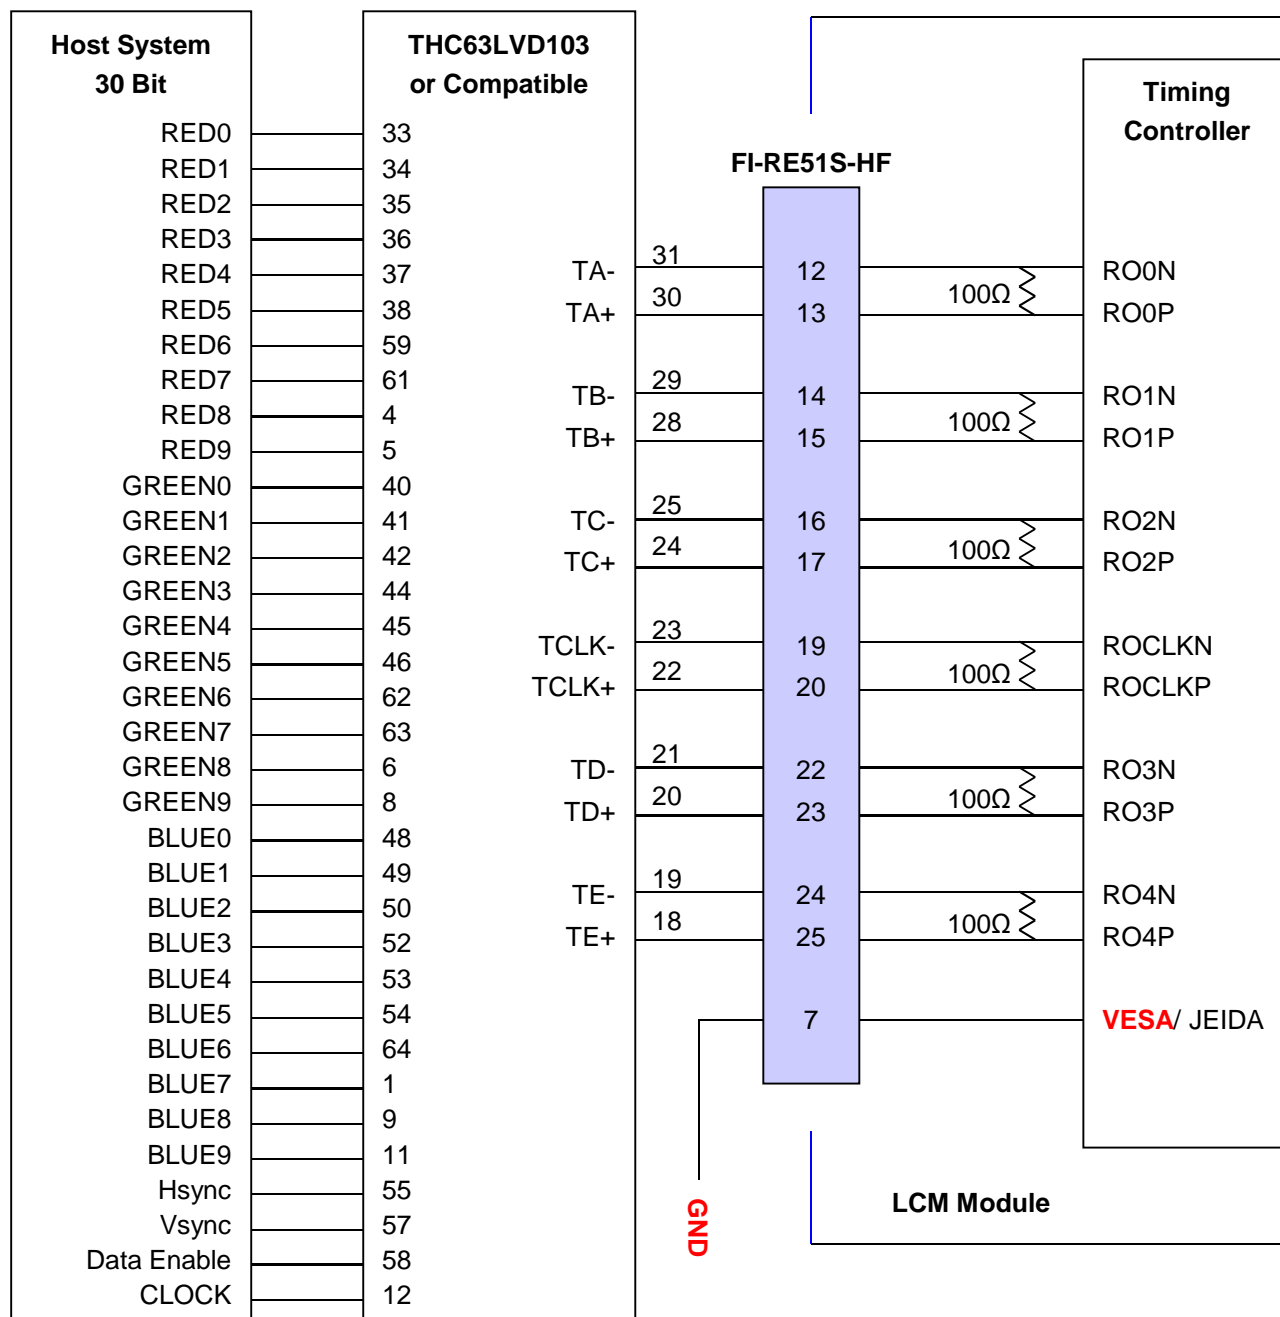 Host System
30 Bit
RED0
RED1
RED2
RED3
RED4
RED5
RED6
RED7
RED8
RED9
GREEN0
GREEN1
GREEN2
GREEN3
GREEN4
GREEN5
GREEN6
GREEN7
GREEN8
GREEN9
BLUE0
BLUE1
BLUE2
BLUE3
BLUE4
BLUE5
BLUE6
BLUE7
BLUE8
BLUE9
Hsync
Vsync
Data Enable
CLOCK
THC63LVD103
or Compatible
33
34
35
36
37
38
59
61
4
5
40
41
42
44
45
46
62
63
6
8
48
49
50
52
53
54
64
1
9
11
55
57
58
12
TA-
TA+
TB-
TB+
TC-
TC+
TCLK-
TCLK+
TD-
TD+
TE-
TE+
31
30
29
28
25
24
23
22
21
20
19
18
GND
FI-RE51S-HF
12
13
14
15
16
17
19
20
22
23
24
25
7
100Ω
100Ω
100Ω
100Ω
100Ω
100Ω
Timing
Controller
RO0N
RO0P
RO1N
RO1P
RO2N
RO2P
ROCLKN
ROCLKP
RO3N
RO3P
RO4N
RO4P
VESA/ JEIDA
LCM Module